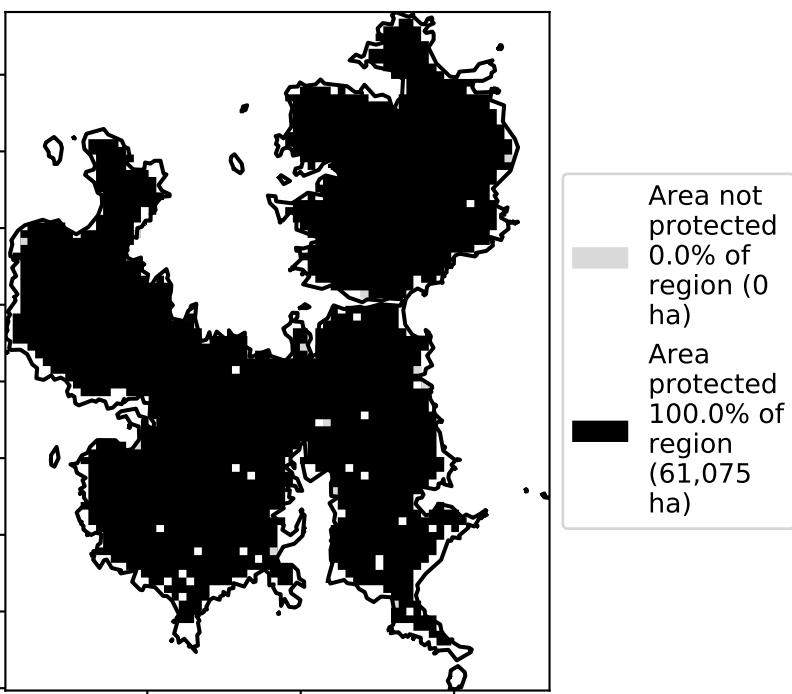 Area not
protected
0.0% of
region (0
ha)
Area
protected
100.0% of
region
(61,075
ha)